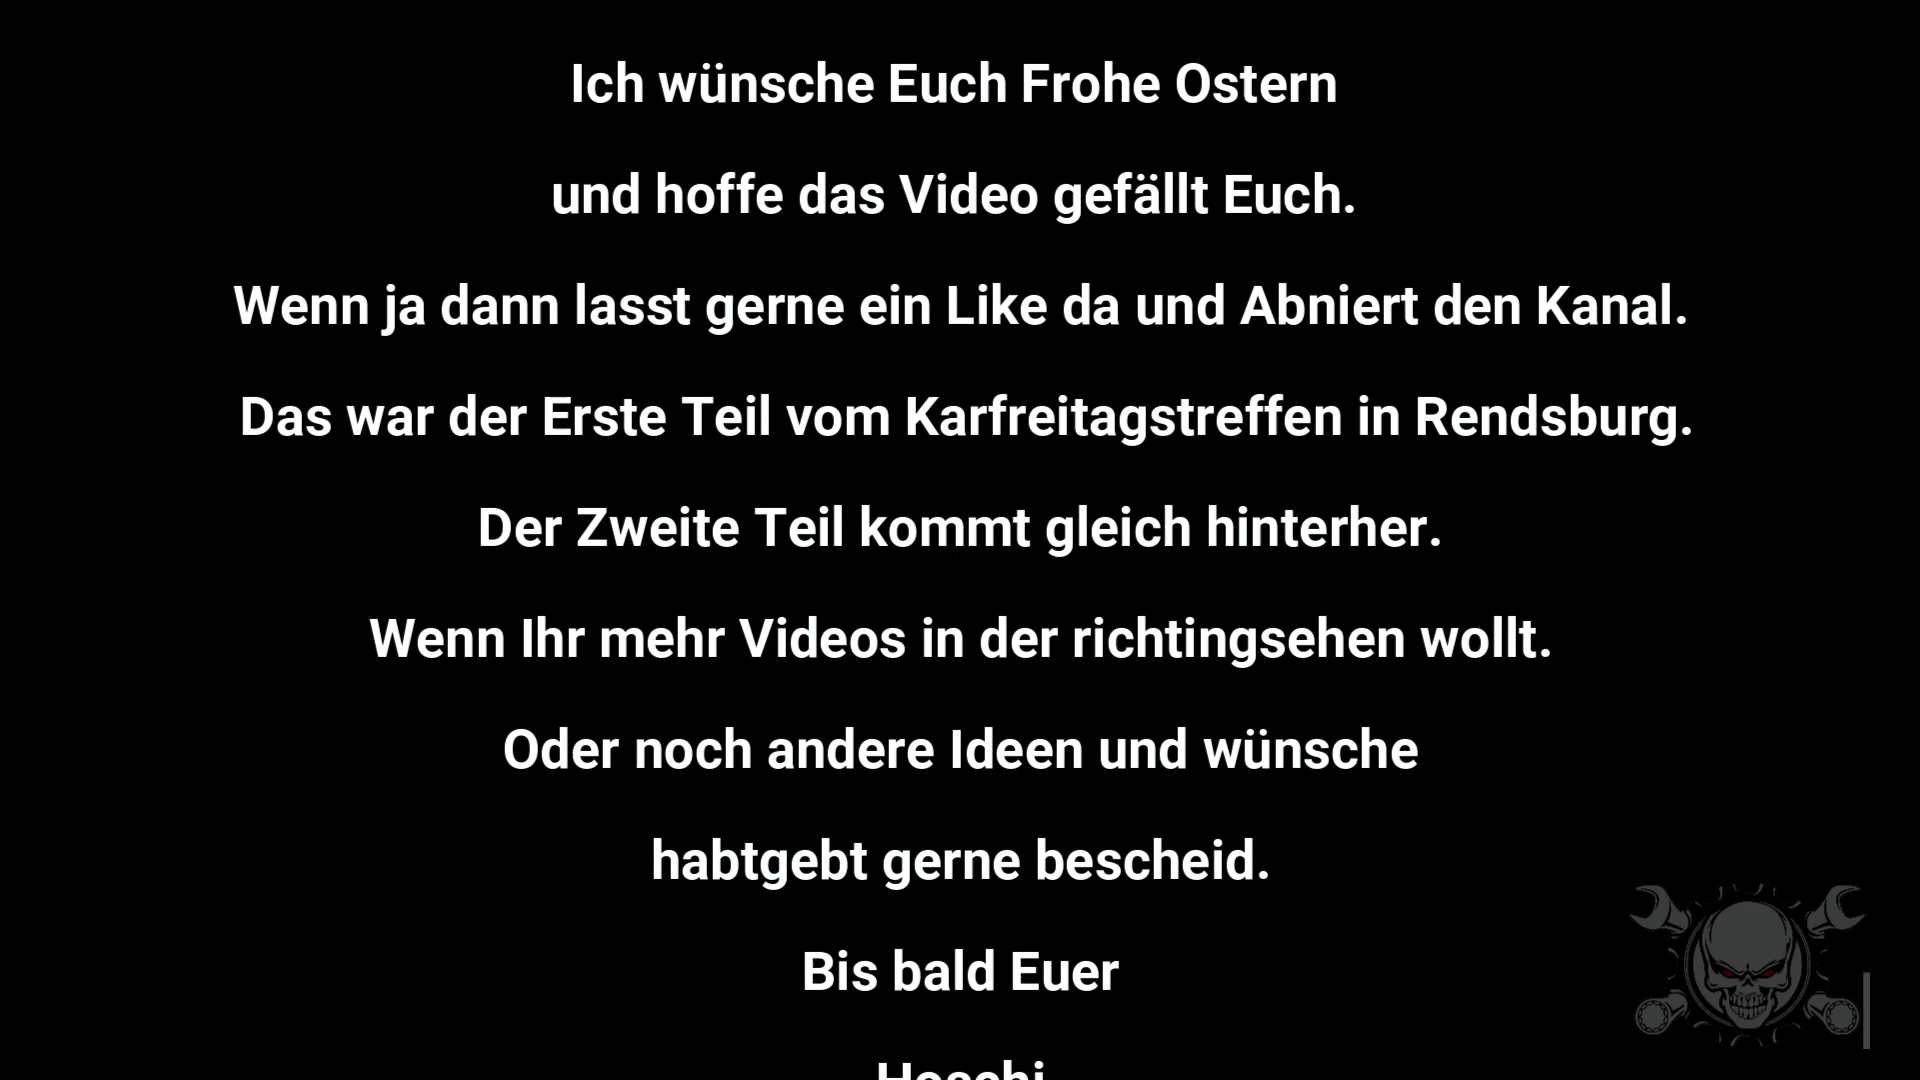 Ich wünsche Euch Frohe Ostern
und hoffe das Video gefällt Euch.
Wenn ja dann lasst gerne ein Like da und Abniert den Kanal.
Das war der Erste Teil vom Karfreitagstreffen in Rendsburg.
Der Zweite Teil kommt gleich hinterher.
Wenn Ihr mehr Videos in der richtingsehen wollt.
Oder noch andere Ideen und wünsche
habtgebt gerne bescheid.
Bis bald Euer